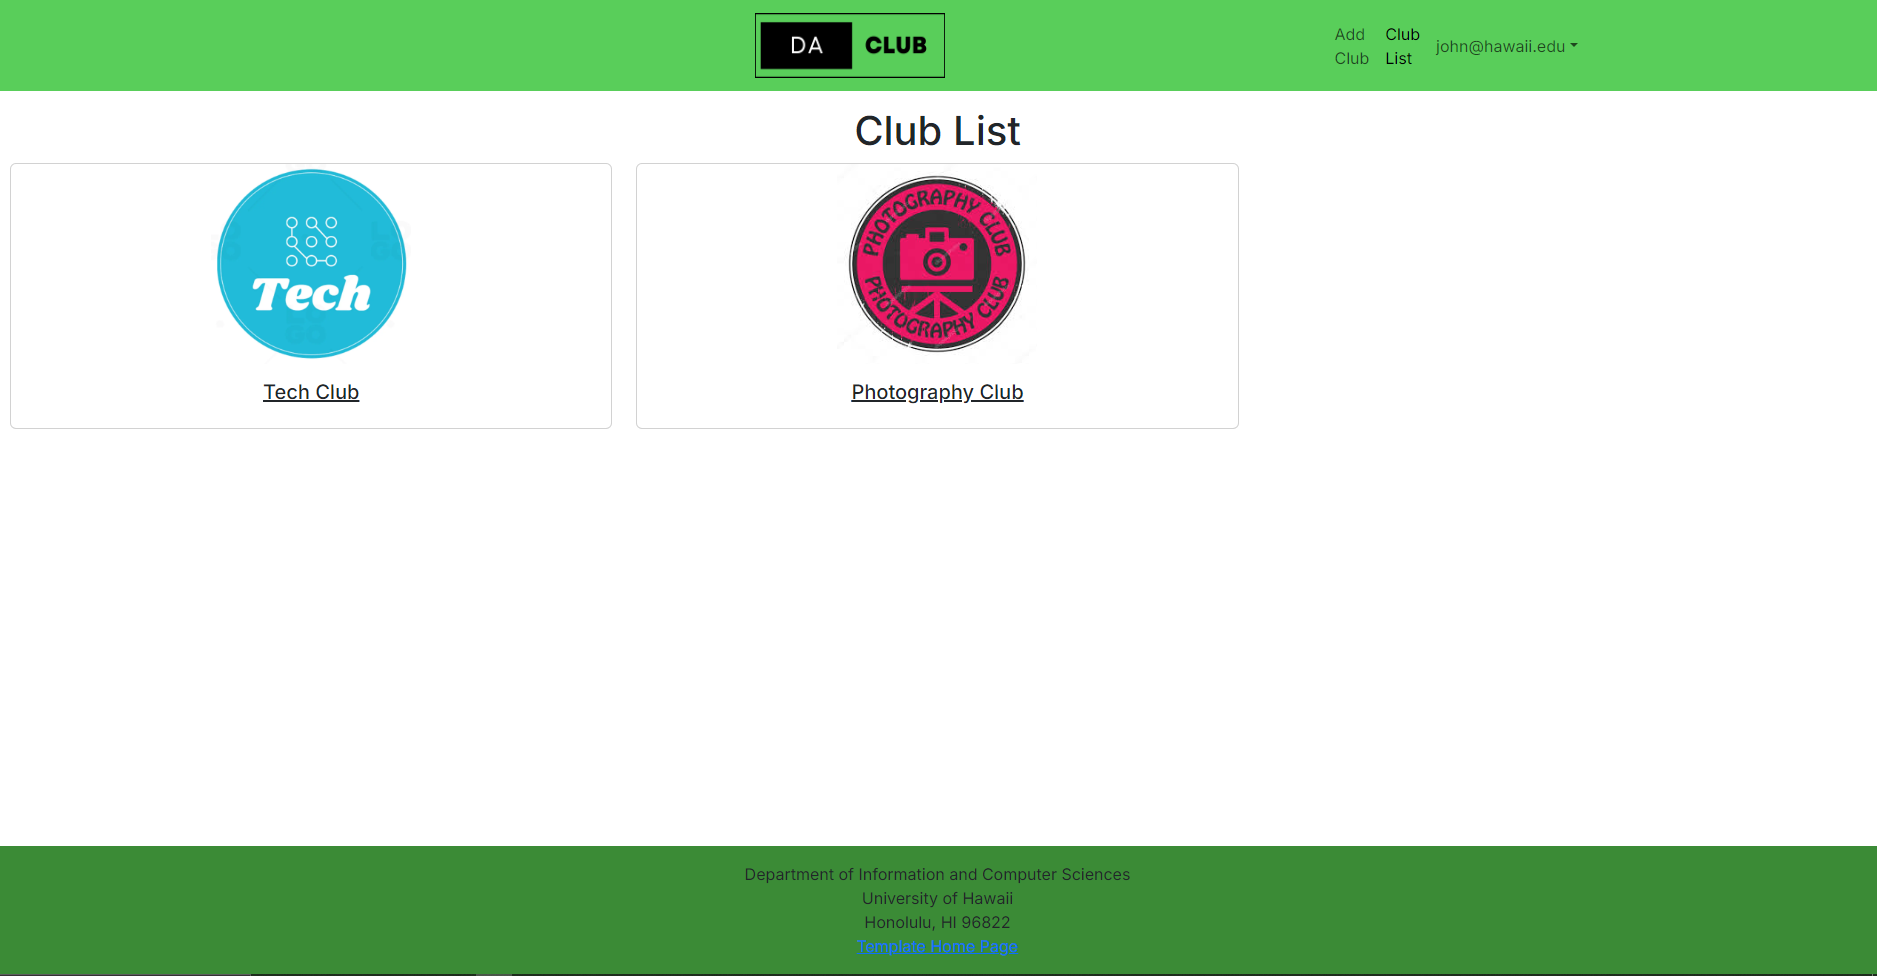 DA CLUB
Add Club
Club List
john@hawaii.edu
Club List
Tech
Tech Club
PHOTOGRAPHY CLUB
PHOTOGRAPHY CLUB
Photography Club
Department of Information and Computer Sciences
University of Hawaii
Honolulu, HI 96822
Template Home Page